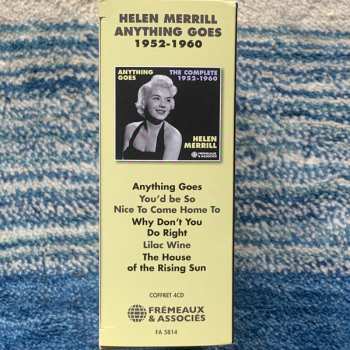 HELEN MERRILL
ANYTHING GOES
1952-1960
ANYTHING GOES
THE COMPLETE 1952-1960
HELEN MERRILL
FRÉMEAUX & ASSOCIÉS
Anything Goes
You'd be So
Nice To Come Home To
Why Don't You
Do Right
Lilac Wine
The House
of the Rising Sun
COFFRET 4CD
FRÉMEAUX
& ASSOCIÉS
FA 5814